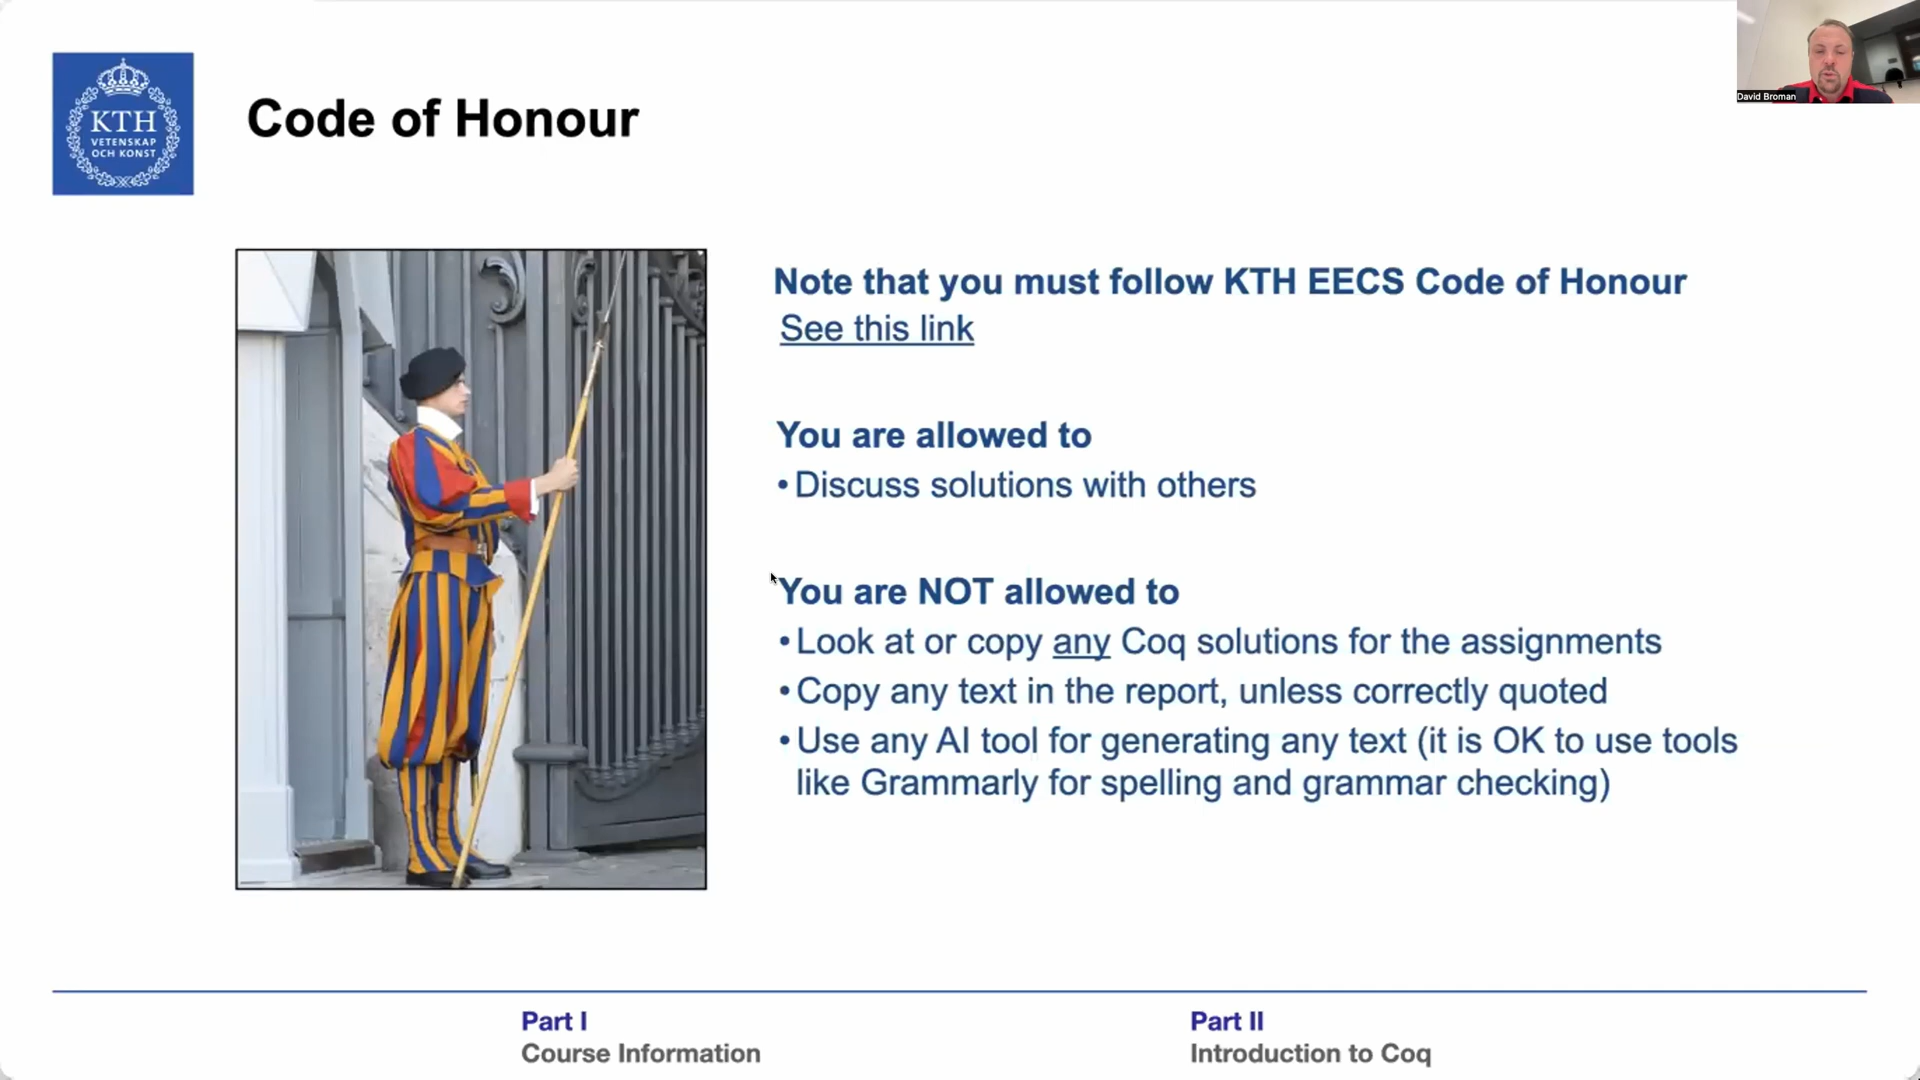 David Broman
KTH
VETENSKAP
OCH KONST
Code of Honour
Note that you must follow KTH EECS Code of Honour
See this link
You are allowed to
• Discuss solutions with others
You are NOT allowed to
• Look at or copy any Coq solutions for the assignments
• Copy any text in the report, unless correctly quoted
• Use any AI tool for generating any text (it is OK to use tools
like Grammarly for spelling and grammar checking)
Part I
Course Information
Part II
Introduction to Coq